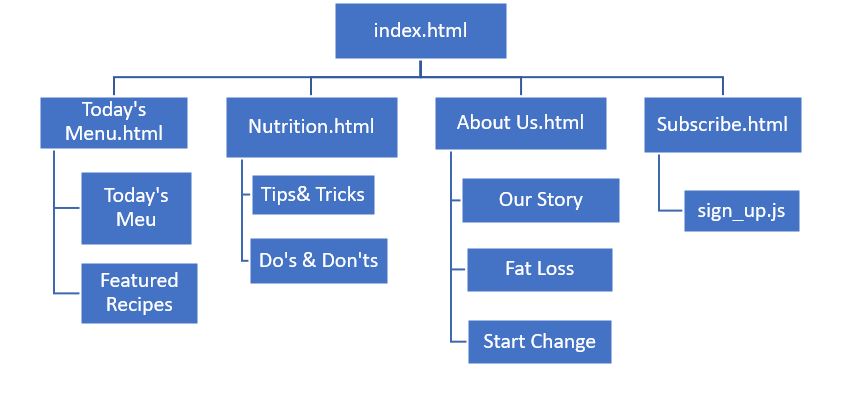 index.html
Today's
Menu.html
Nutrition.html
About Us.html
Subscribe.html
Today's
Meu
Featured
Recipes
Tips& Tricks
Do's & Don'ts
Our Story
Fat Loss
Start Change
sign_up.js